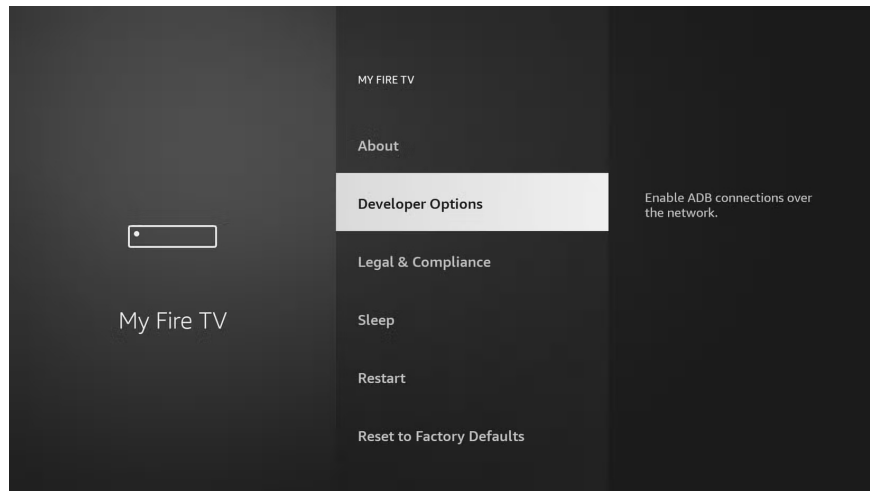 MY FIRE TV
About
Developer Options
Enable ADB connections over
the network.
Legal & Compliance
My Fire TV
Sleep
Restart
Reset to Factory Defaults